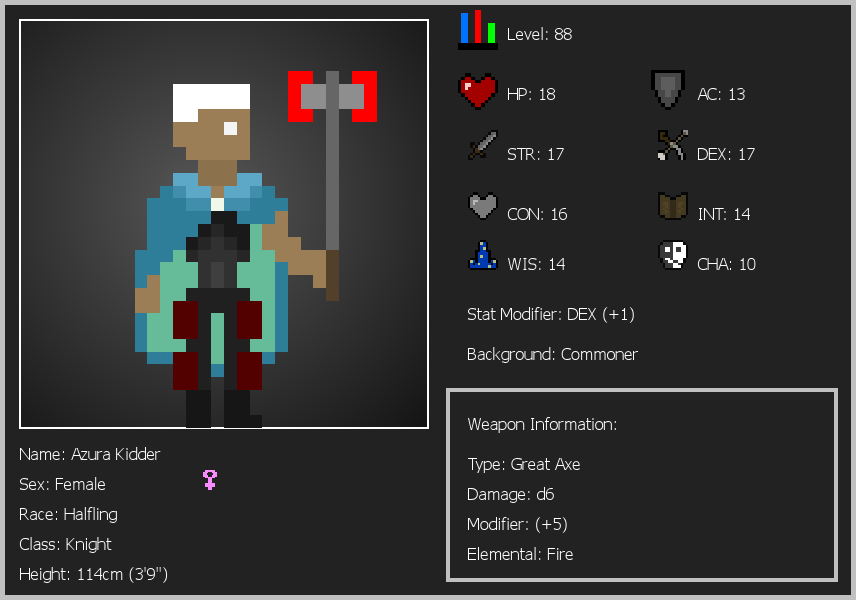 Level: 88
HP: 18
AC: 13
STR: 17
DEX: 17
CON: 16
INT: 14
WIS: 14
CHA: 10
Stat Modifier: DEX (+1)
Background: Commoner
Weapon Information:
Type: Great Axe
Damage: d6
Modifier: (+5)
Elemental: Fire
Name: Azura Kidder
Sex: Female
Race: Halfling
Class: Knight
Height: 114cm (3'9")